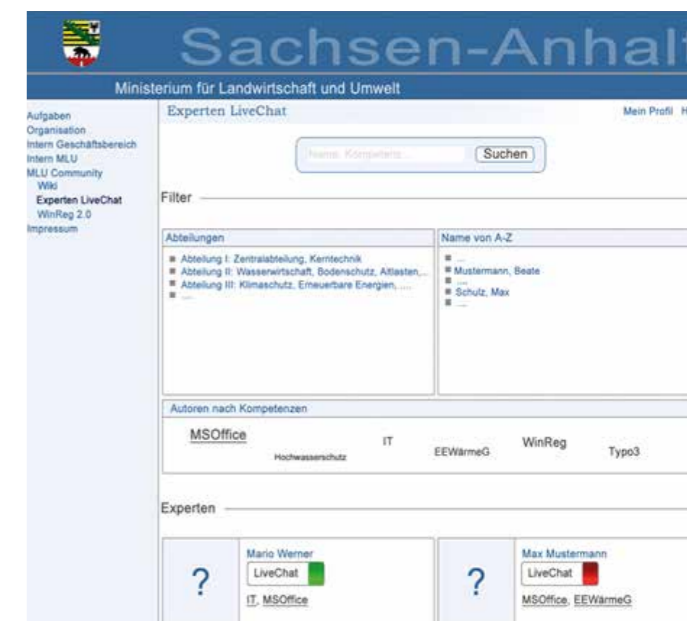 Sachsen-Anhalt
Ministerium für Landwirtschaft und Umwelt
Aufgaben
Organisation
Intern Geschäftsbereich
Intern MLU
MLU Community
Wiki
Experten LiveChat
WinReg 2.0
Impressum
Experten LiveChat
Mein Profil H
Name, Kompetenz...
Suchen
Filter
Abteilungen
Abteilung I: Zentralabteilung, Kerntechnik
Abteilung II: Wasserwirtschaft, Bodenschutz, Altlasten,...
Abteilung III: Klimaschutz, Erneuerbare Energien, ....
....
Name von A-Z
...
Mustermann, Beate
....
Schulz, Max
...
Autoren nach Kompetenzen
MSOffice
Hochwasserschutz
IT
EEWärmeG
WinReg
Typo3
Experten
?
Mario Werner
LiveChat
IT, MSOffice
?
Max Mustermann
LiveChat
MSOffice, EEWärmeG